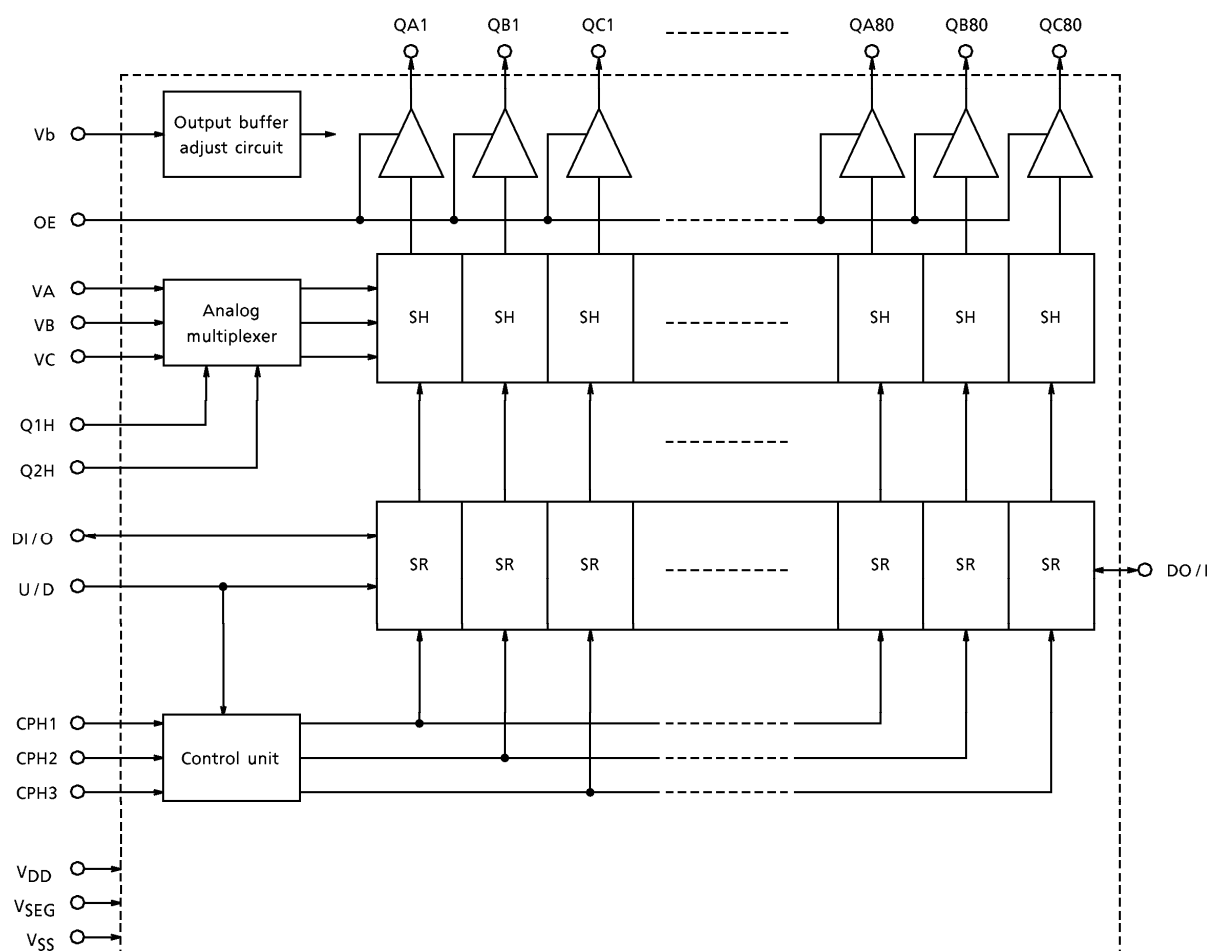 QA1 QB1 QC1 QA80 QB80 QC80
Vb
Output buffer
adjust circuit
OE
VA
VB
VC
Analog
multiplexer
SH SH SH SH SH SH
Q1H
Q2H
DI/O
U/D
SR SR SR SR SR SR
DO/I
CPH1
CPH2
CPH3
Control unit
VDD
VSEG
VSS